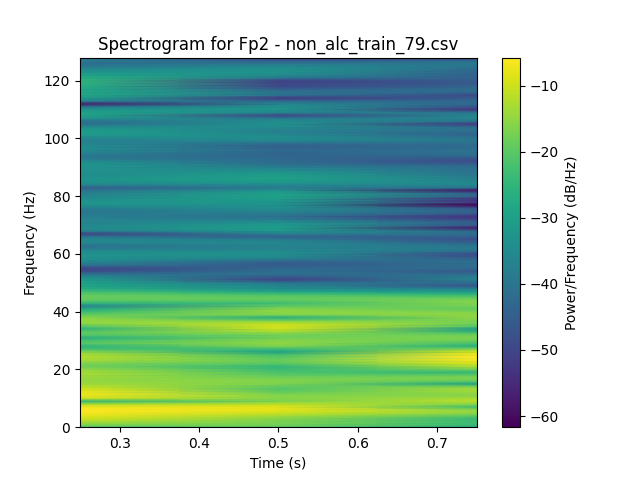 Spectrogram for Fp2 - non_alc_train_79.csv
120
100
80
60
40
20
0
Frequency (Hz)
0.3 0.4 0.5 0.6 0.7
Time (s)
−10
−20
−30
−40
−50
−60
Power/Frequency (dB/Hz)